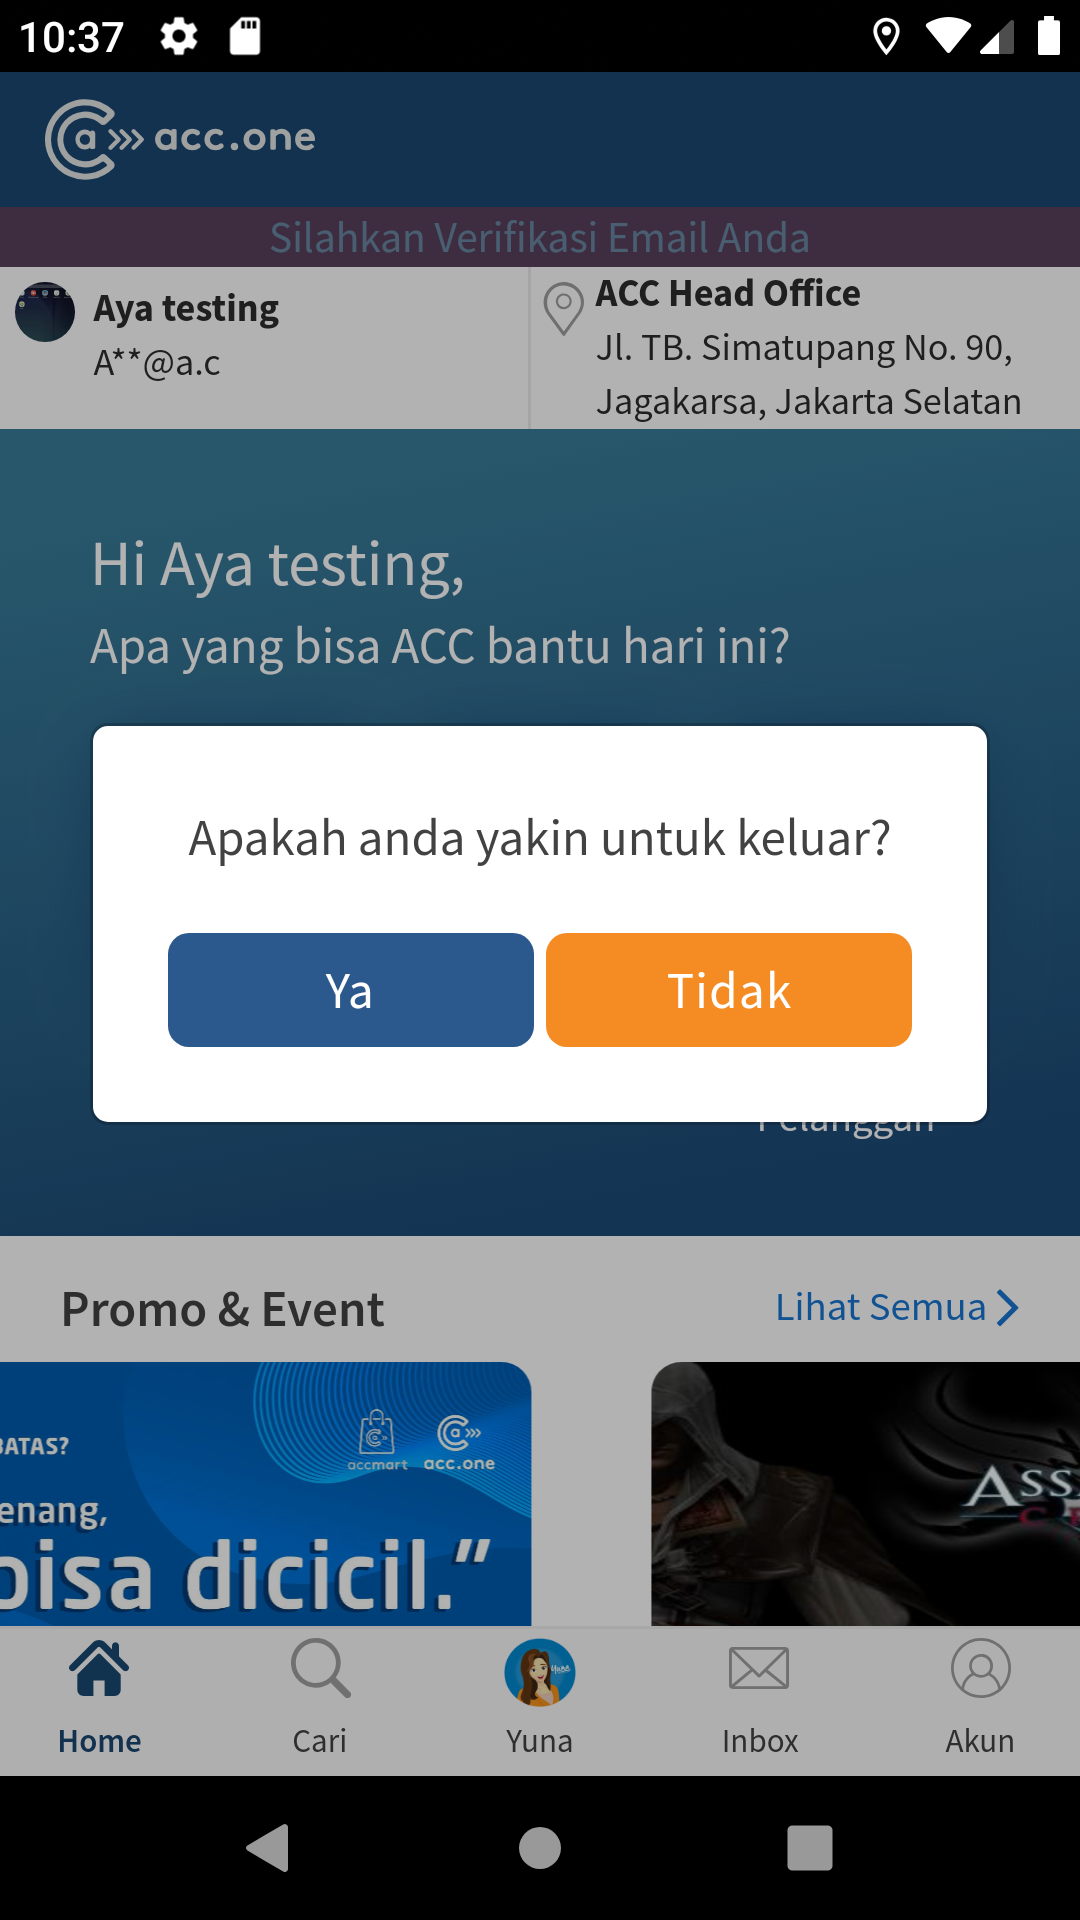 10:37
a acc.one
Silahkan Verifikasi Email Anda
Aya testing
A**@a.c
ACC Head Office
Jl. TB. Simatupang No. 90,
Jagakarsa, Jakarta Selatan
Hi Aya testing,
Apa yang bisa ACC bantu hari ini?
Apakah anda yakin untuk keluar?
Ya
Tidak
Pelanggan
Promo & Event
Lihat Semua
BATAS?
accmart acc.one
enang,
bisa dicicil.”
ASS
Home
Cari
Yuna
Inbox
Akun